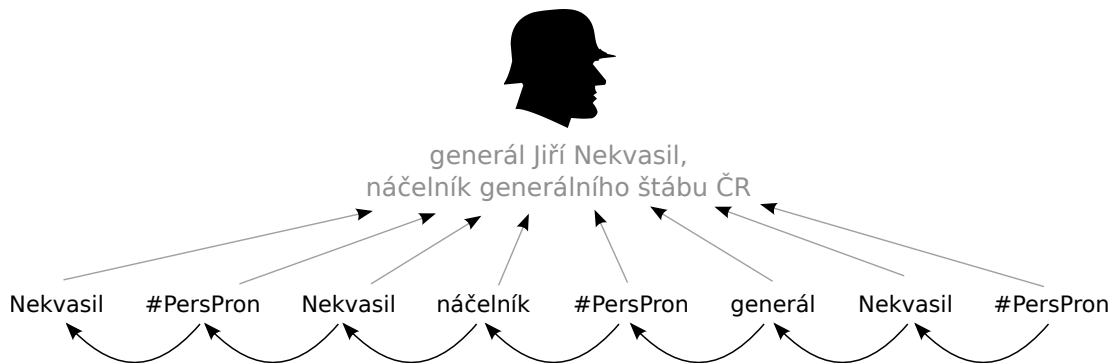 generál Jiří Nekvasil,
náčelník generálního štábu ČR
Nekvasil #PersPron Nekvasil náčelník #PersPron generál Nekvasil #PersPron